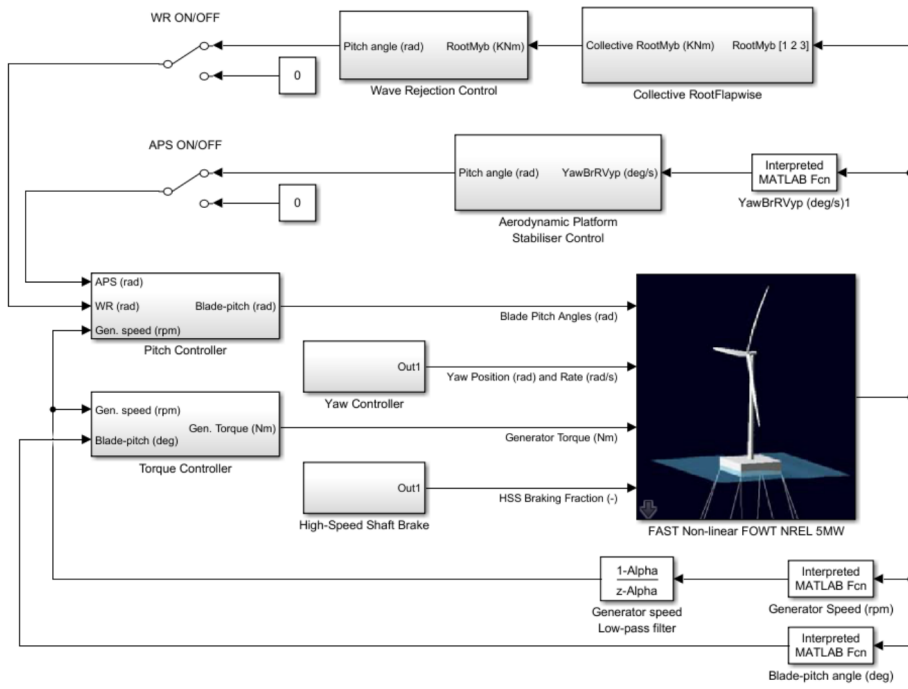 WR ON/OFF
Pitch angle (rad) RootMyb (KNm)
Collective RootMyb (KNm) RootMyb [1 2 3]
0
Wave Rejection Control
Collective RootFlapwise
APS ON/OFF
Pitch angle (rad) YawBrRVyp (deg/s)
Interpreted
MATLAB Fcn
YawBrRVyp (deg/s)1
0
Aerodynamic Platform
Stabiliser Control
APS (rad)
WR (rad) Blade-pitch (rad)
Gen. speed (rpm)
Pitch Controller
Blade Pitch Angles (rad)
Out1
Yaw Position (rad) and Rate (rad/s)
Yaw Controller
Gen. speed (rpm)
Gen. Torque (Nm)
Blade-pitch (deg)
Torque Controller
Generator Torque (Nm)
Out1
HSS Braking Fraction (-)
High-Speed Shaft Brake
FAST Non-linear FOWT NREL 5MW
1-Alpha
z-Alpha
Generator speed
Low-pass filter
Interpreted
MATLAB Fcn
Generator Speed (rpm)
Interpreted
MATLAB Fcn
Blade-pitch angle (deg)